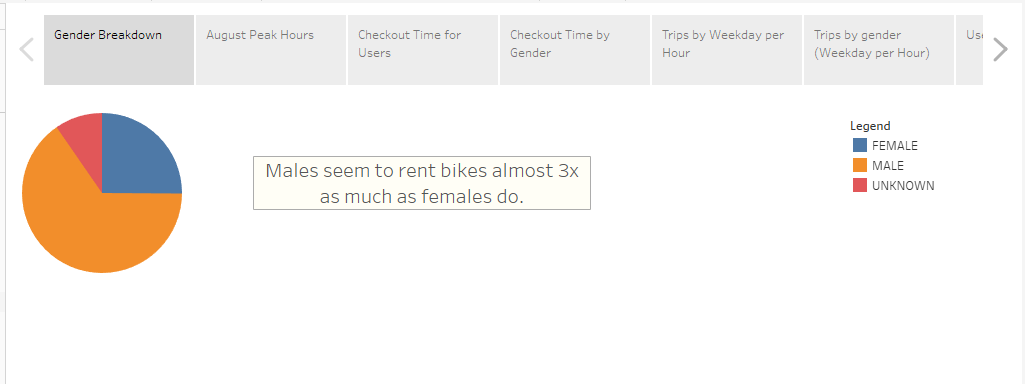 Gender Breakdown
August Peak Hours
Checkout Time for
Users
Checkout Time by
Gender
Trips by Weekday per
Hour
Trips by gender
(Weekday per Hour)
Use
Males seem to rent bikes almost 3x
as much as females do.
Legend
FEMALE
MALE
UNKNOWN